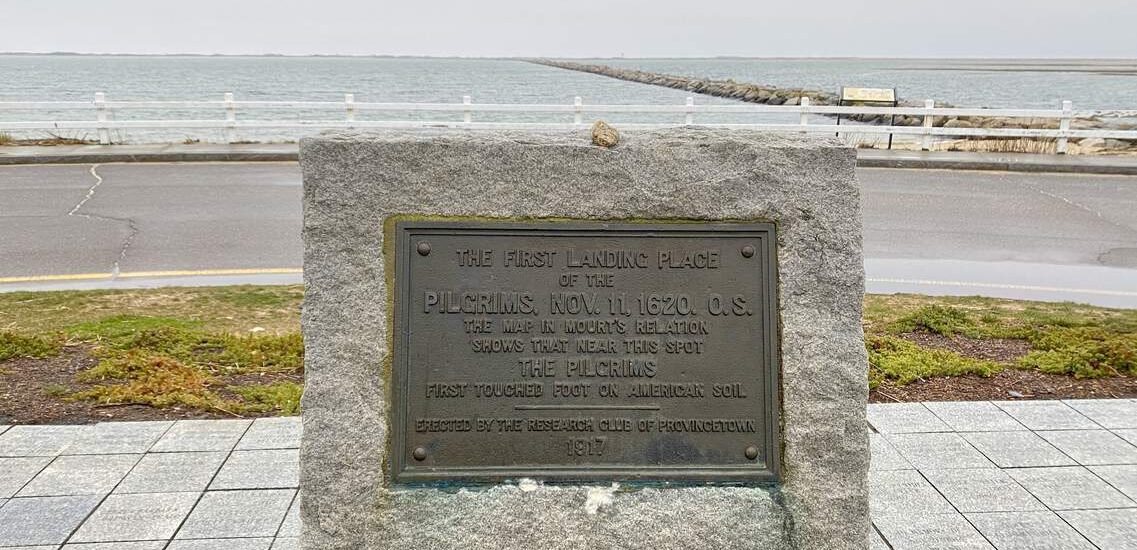 THE FIRST LANDING PLACE
OF THE
PILGRIMS, NOV. 11, 1620. O.S.
THE MAP IN MOURT'S RELATION
SHOWS THAT NEAR THIS SPOT
THE PILGRIMS
FIRST TOUCHED FOOT ON AMERICAN SOIL
ERECTED BY THE RESEARCH CLUB OF PROVINCETOWN
1917